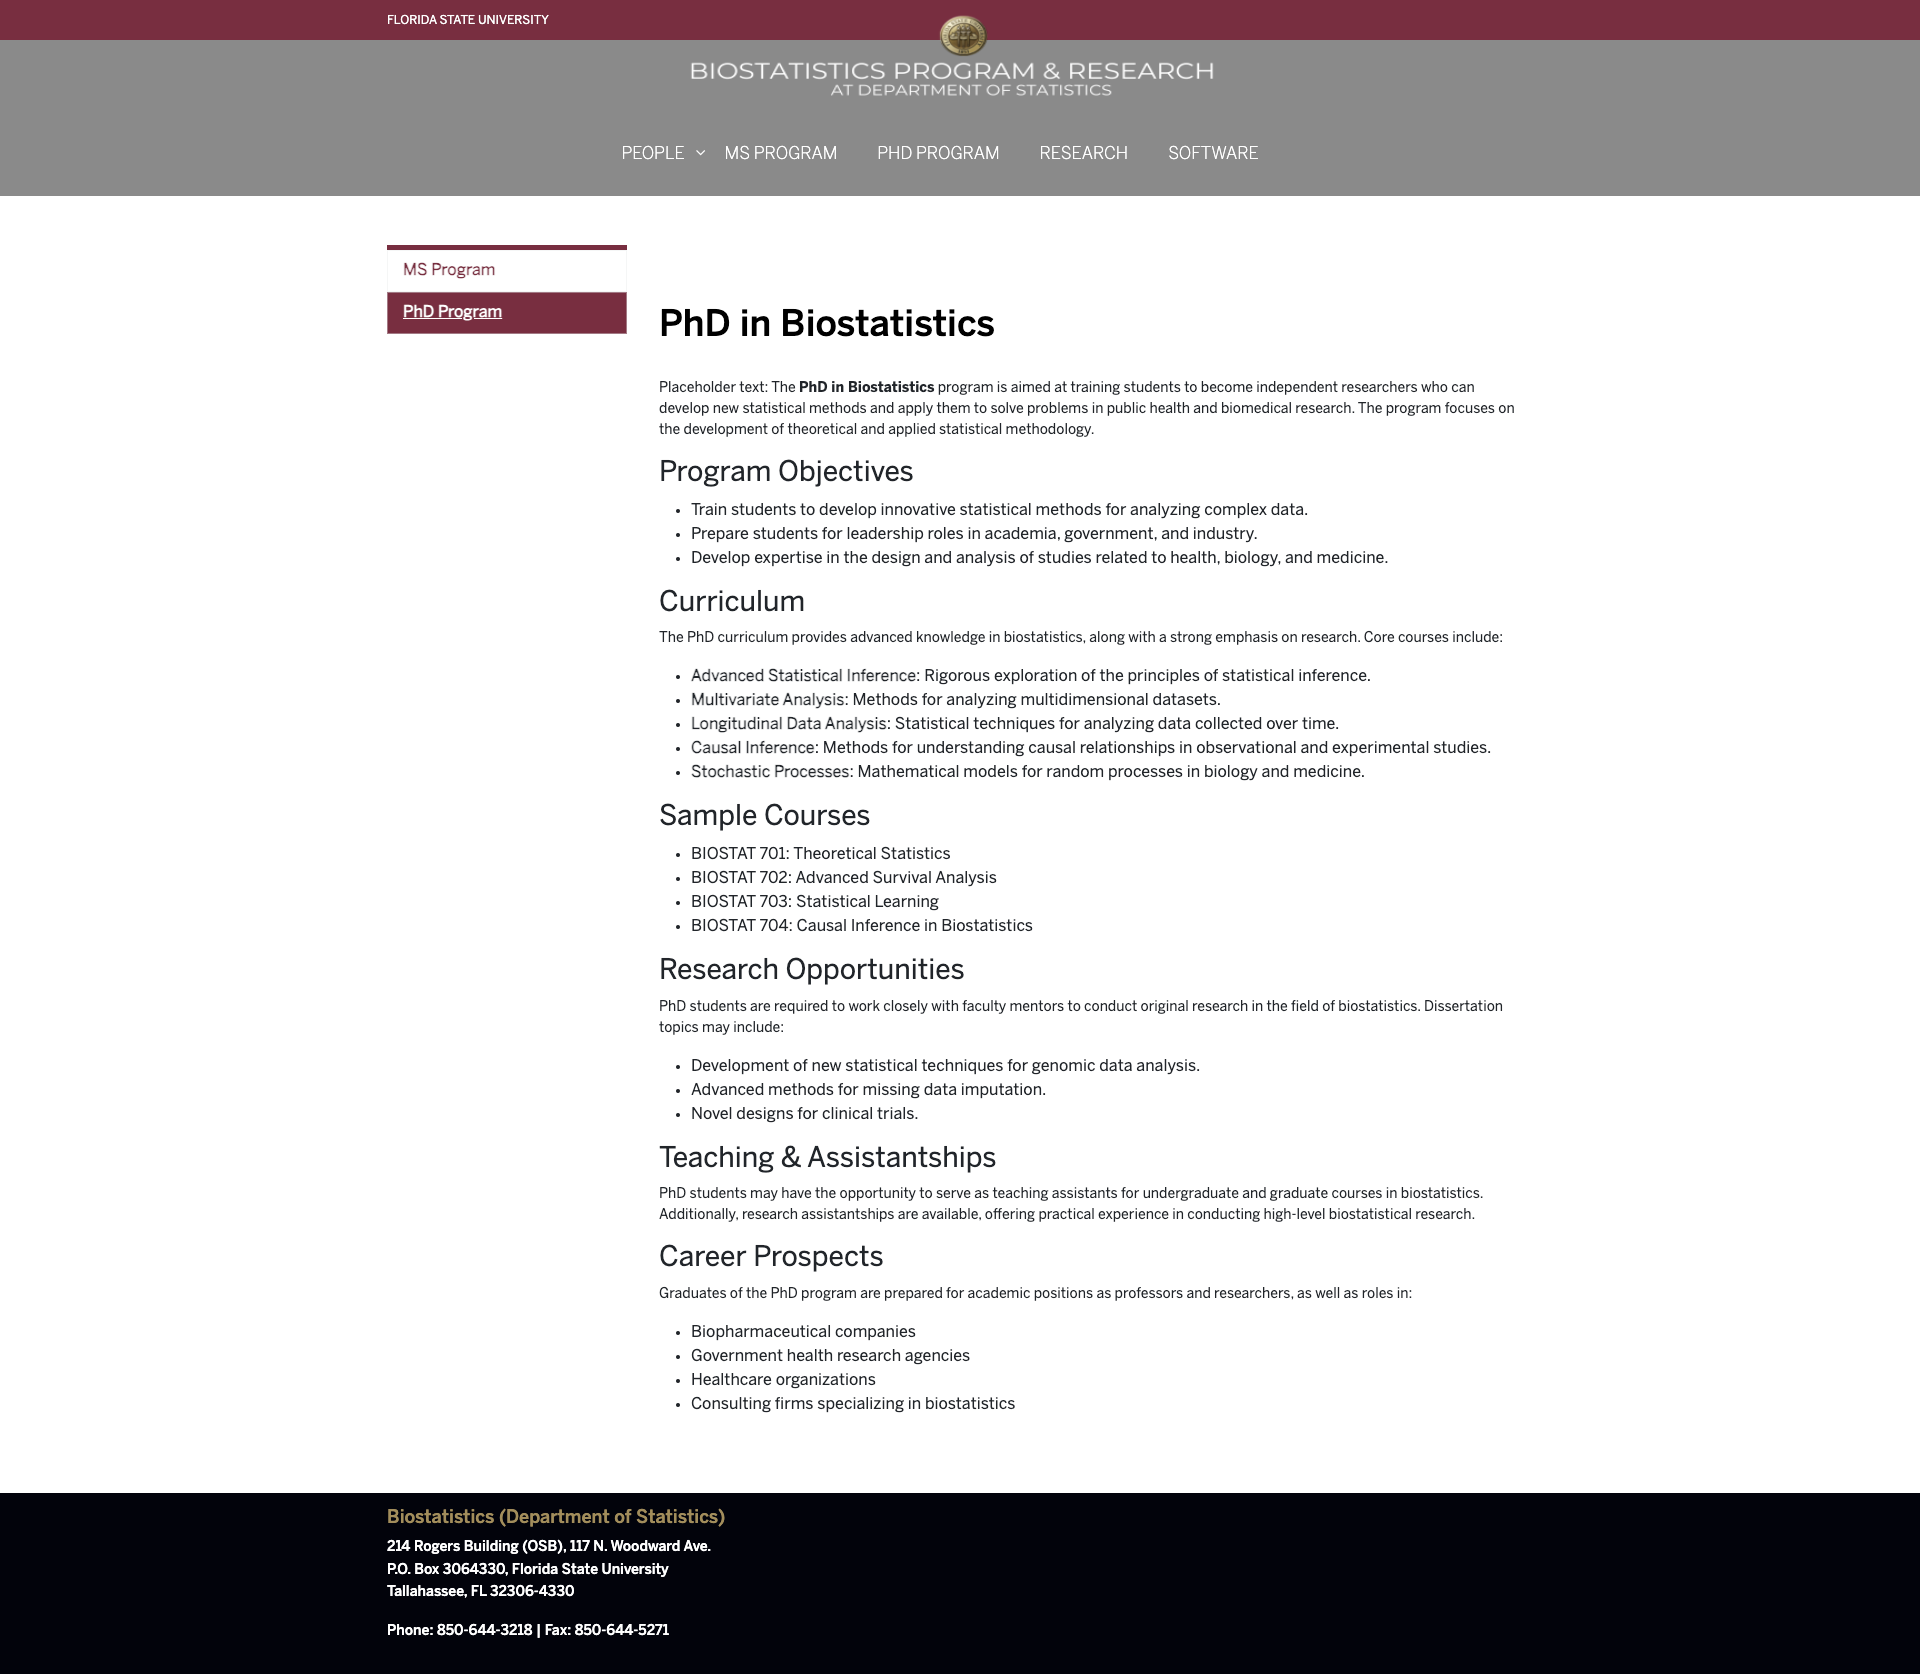 FLORIDA STATE UNIVERSITY
BIOSTATISTICS PROGRAM & RESEARCH
AT DEPARTMENT OF STATISTICS
PEOPLE MS PROGRAM PHD PROGRAM RESEARCH SOFTWARE
MS Program
PhD Program
PhD in Biostatistics
Placeholder text: The PhD in Biostatistics program is aimed at training students to become independent researchers who can
develop new statistical methods and apply them to solve problems in public health and biomedical research. The program focuses on
the development of theoretical and applied statistical methodology.
Program Objectives
• Train students to develop innovative statistical methods for analyzing complex data.
• Prepare students for leadership roles in academia, government, and industry.
• Develop expertise in the design and analysis of studies related to health, biology, and medicine.
Curriculum
The PhD curriculum provides advanced knowledge in biostatistics, along with a strong emphasis on research. Core courses include:
• Advanced Statistical Inference: Rigorous exploration of the principles of statistical inference.
• Multivariate Analysis: Methods for analyzing multidimensional datasets.
• Longitudinal Data Analysis: Statistical techniques for analyzing data collected over time.
• Causal Inference: Methods for understanding causal relationships in observational and experimental studies.
• Stochastic Processes: Mathematical models for random processes in biology and medicine.
Sample Courses
• BIOSTAT 701: Theoretical Statistics
• BIOSTAT 702: Advanced Survival Analysis
• BIOSTAT 703: Statistical Learning
• BIOSTAT 704: Causal Inference in Biostatistics
Research Opportunities
PhD students are required to work closely with faculty mentors to conduct original research in the field of biostatistics. Dissertation
topics may include:
• Development of new statistical techniques for genomic data analysis.
• Advanced methods for missing data imputation.
• Novel designs for clinical trials.
Teaching & Assistantships
PhD students may have the opportunity to serve as teaching assistants for undergraduate and graduate courses in biostatistics.
Additionally, research assistantships are available, offering practical experience in conducting high-level biostatistical research.
Career Prospects
Graduates of the PhD program are prepared for academic positions as professors and researchers, as well as roles in:
• Biopharmaceutical companies
• Government health research agencies
• Healthcare organizations
• Consulting firms specializing in biostatistics
Biostatistics (Department of Statistics)
214 Rogers Building (OSB), 117 N. Woodward Ave.
P.O. Box 3064330, Florida State University
Tallahassee, FL 32306-4330
Phone: 850-644-3218 | Fax: 850-644-5271